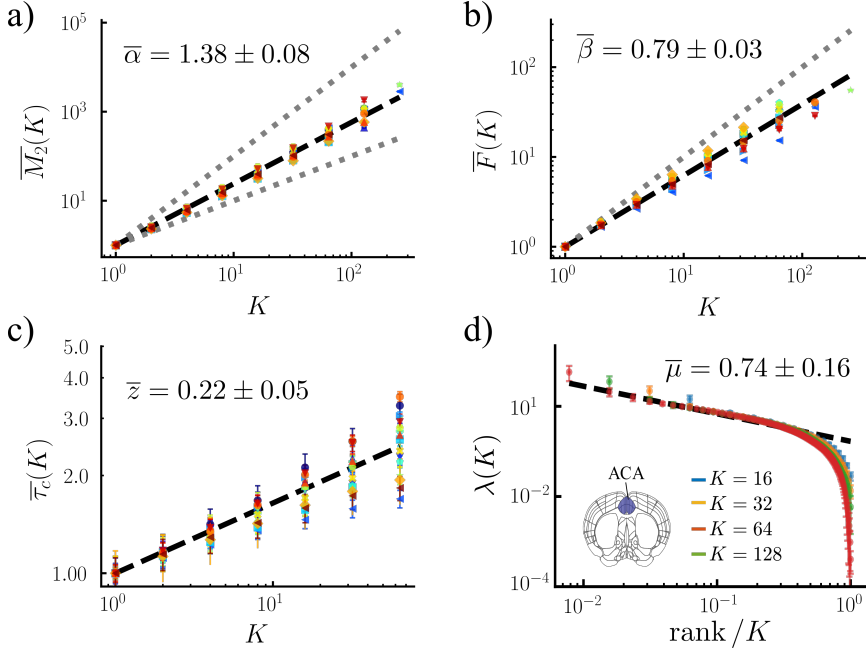 a)
$\overline{\alpha} = 1.38 \pm 0.08$
$\overline{M_2}(K)$
$10^5$
$10^3$
$10^1$
$10^0$ $10^1$ $10^2$
$K$
b)
$\overline{\beta} = 0.79 \pm 0.03$
$\overline{F}(K)$
$10^2$
$10^1$
$10^0$
$10^0$ $10^1$ $10^2$
$K$
c)
$\overline{z} = 0.22 \pm 0.05$
$\overline{\tau}_c(K)$
5.0
4.0
3.0
2.0
1.00
$10^0$ $10^1$
$K$
d)
$\overline{\mu} = 0.74 \pm 0.16$
$\lambda(K)$
$10^1$
$10^{-2}$
$10^{-4}$
ACA
$K = 16$
$K = 32$
$K = 64$
$K = 128$
$10^{-2}$ $10^{-1}$ $10^0$
rank$/K$